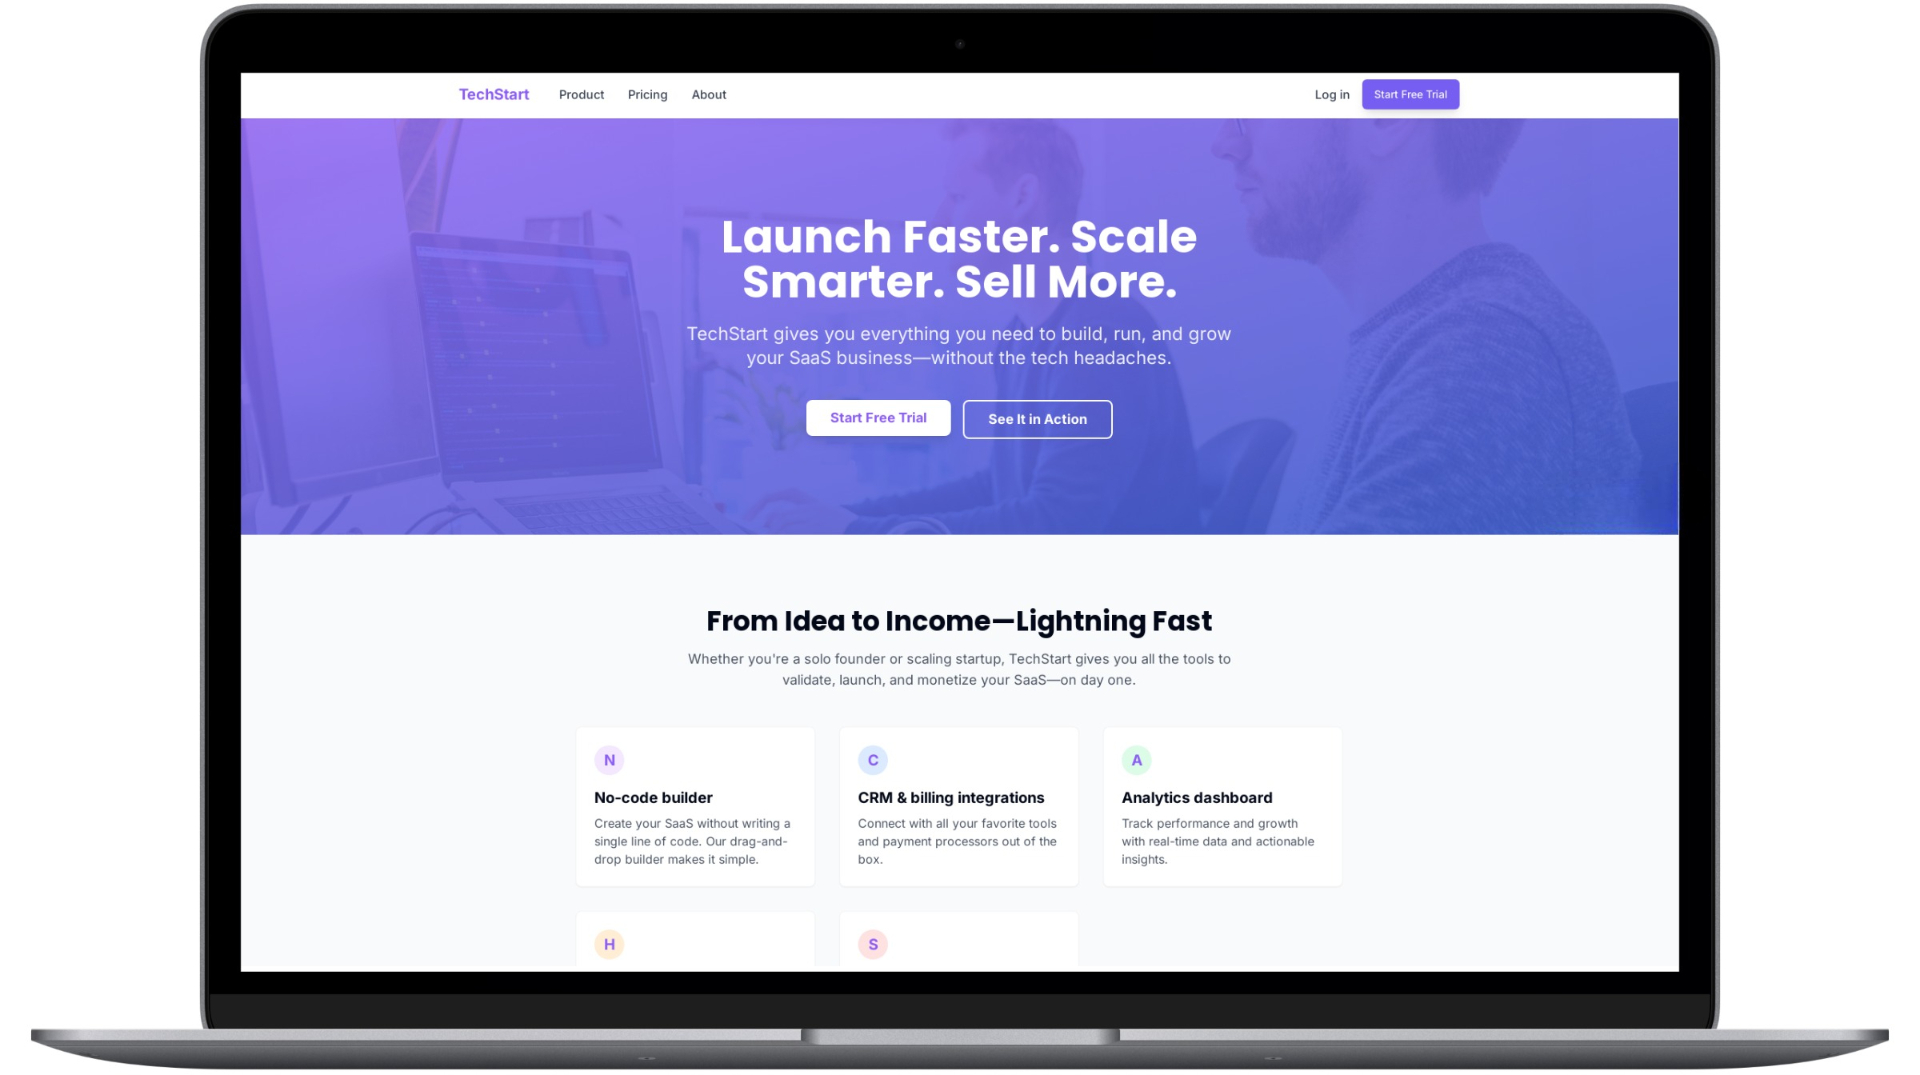 TechStart Product Pricing About Log in Start Free Trial
Launch Faster. Scale
Smarter. Sell More.
TechStart gives you everything you need to build, run, and grow
your SaaS business—without the tech headaches.
Start Free Trial See It in Action
From Idea to Income—Lightning Fast
Whether you're a solo founder or scaling startup, TechStart gives you all the tools to
validate, launch, and monetize your SaaS—on day one.
N
No-code builder
Create your SaaS without writing a
single line of code. Our drag-and-
drop builder makes it simple.
C
CRM & billing integrations
Connect with all your favorite tools
and payment processors out of the
box.
A
Analytics dashboard
Track performance and growth
with real-time data and actionable
insights.
H
S